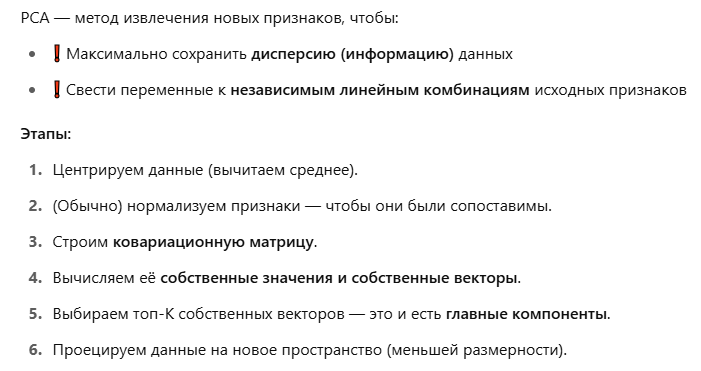 PCA — метод извлечения новых признаков, чтобы:
• ❗Максимально сохранить дисперсию (информацию) данных
• ❗Свести переменные к независимым линейным комбинациям исходных признаков
Этапы:
1. Центрируем данные (вычитаем среднее).
2. (Обычно) нормализуем признаки — чтобы они были сопоставимы.
3. Строим ковариационную матрицу.
4. Вычисляем её собственные значения и собственные векторы.
5. Выбираем топ-K собственных векторов — это и есть главные компоненты.
6. Проецируем данные на новое пространство (меньшей размерности).